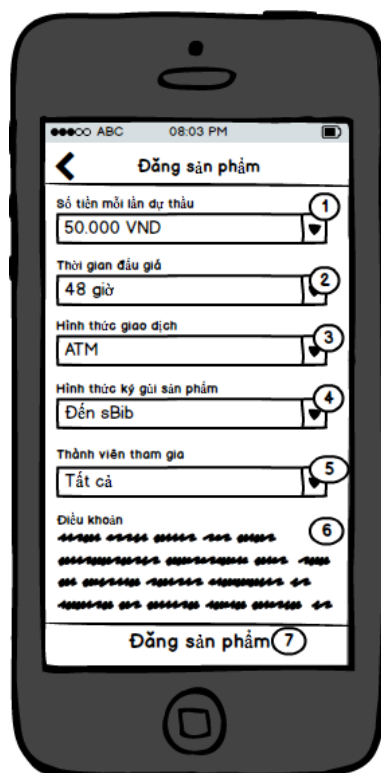 ABC 08:03 PM
Đăng sản phẩm
Số tiền mỗi lần dự thầu
1
50.000 VND
Thời gian đấu giá
2
48 giờ
Hình thức giao dịch
3
ATM
Hình thức ký gửi sản phẩm
4
Đến sBib
Thành viên tham gia
5
Tất cả
Điều khoản
6
Đăng sản phẩm 7